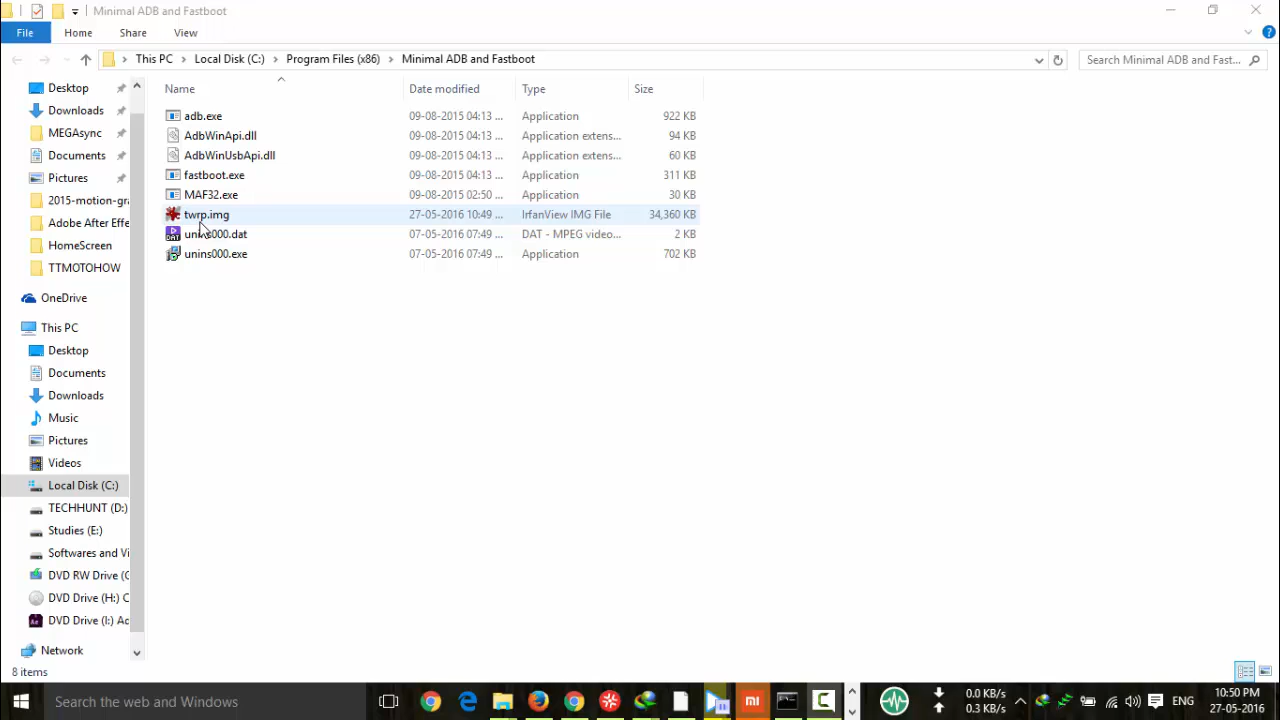 Minimal ADB and Fastboot
File Home Share View
This PC Local Disk (C:) Program Files (x86) Minimal ADB and Fastboot Search Minimal ADB and Fast...
Name Date modified Type Size
adb.exe 09-08-2015 04:13 ... Application 922 KB
AdbWinApi.dll 09-08-2015 04:13 ... Application extens... 94 KB
AdbWinUsbApi.dll 09-08-2015 04:13 ... Application extens... 60 KB
fastboot.exe 09-08-2015 04:13 ... Application 311 KB
MAF32.exe 09-08-2015 02:50 ... Application 30 KB
twrp.img 27-05-2016 10:49 ... IrfanView IMG File 34,360 KB
unins000.dat 07-05-2016 07:49 ... DAT - MPEG video... 2 KB
unins000.exe 07-05-2016 07:49 ... Application 702 KB
Desktop
Downloads
MEGAsync
Documents
Pictures
2015-motion-gra
Adobe After Effe
HomeScreen
TTMOTOHOW
OneDrive
This PC
Desktop
Documents
Downloads
Music
Pictures
Videos
Local Disk (C:)
TECHHUNT (D:)
Studies (E:)
Softwares and Vi
DVD RW Drive (G
DVD Drive (H:) C
DVD Drive (I:) Ad
Network
8 items
Search the web and Windows
0.0 KB/s
0.3 KB/s
ENG
10:50 PM
27-05-2016